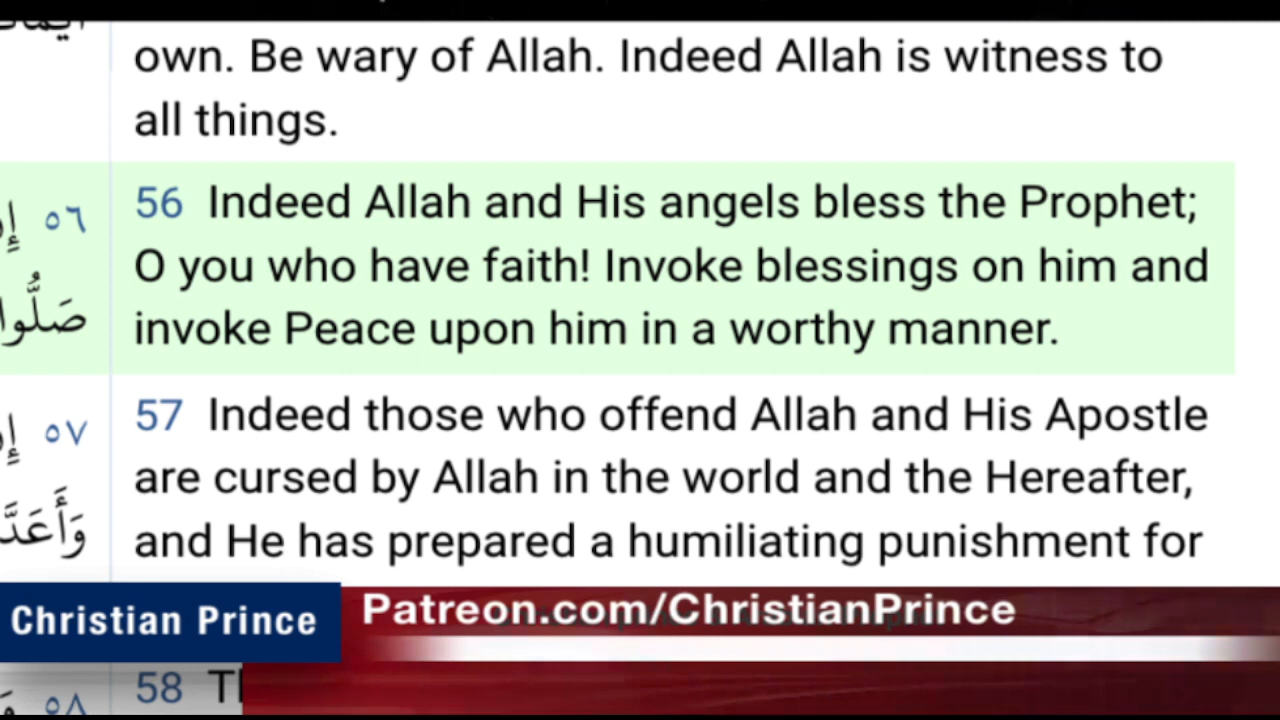 own. Be wary of Allah. Indeed Allah is witness to
all things.
٥٦
56 Indeed Allah and His angels bless the Prophet;
O you who have faith! Invoke blessings on him and
صَلُّوا
invoke Peace upon him in a worthy manner.
٥٧
57 Indeed those who offend Allah and His Apostle
are cursed by Allah in the world and the Hereafter,
and He has prepared a humiliating punishment for
Christian Prince
Patreon.com/ChristianPrince
٥٨
58